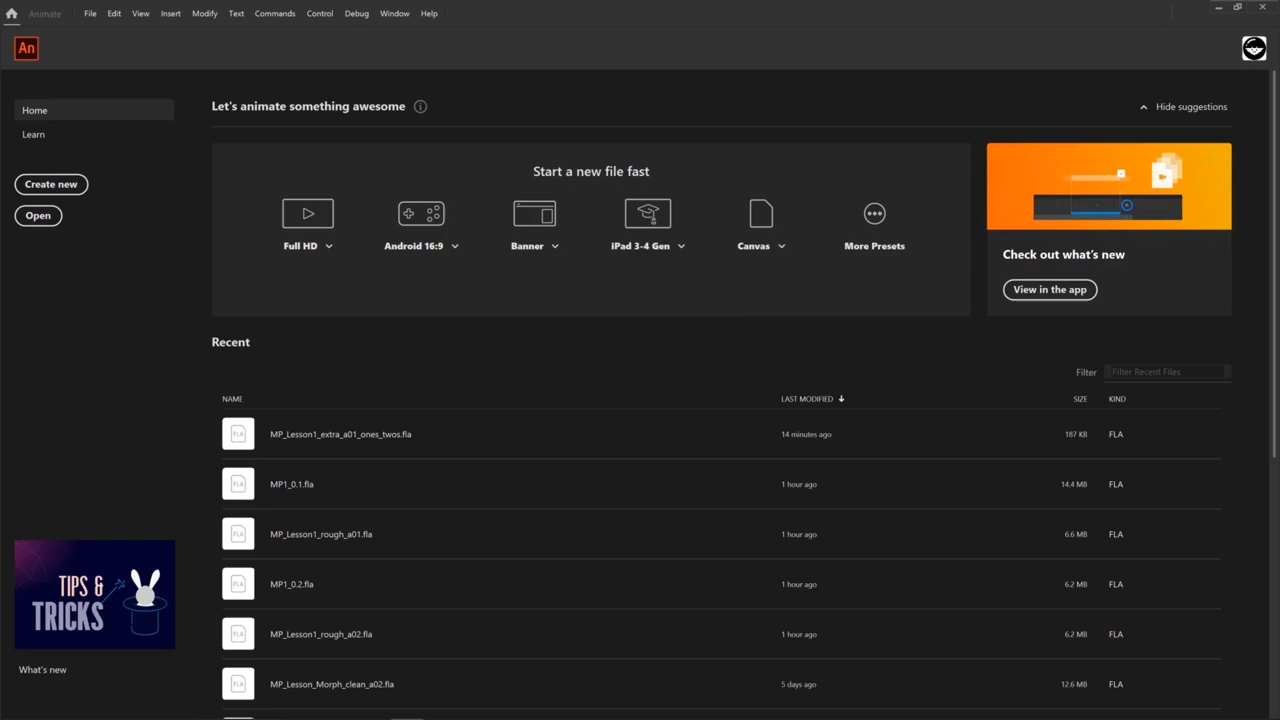 Animate File Edit View Insert Modify Text Commands Control Debug Window Help
An
Home
Learn
Create new
Open
Let's animate something awesome
Hide suggestions
Start a new file fast
Full HD Android 16:9 Banner iPad 3-4 Gen Canvas More Presets
Check out what's new
View in the app
Recent
Filter Filter Recent Files
NAME LAST MODIFIED SIZE KIND
FLA MP_Lesson1_extra_a01_ones_twos.fla 14 minutes ago 187 KB FLA
FLA MP1_0.1.fla 1 hour ago 14.4 MB FLA
FLA MP_Lesson1_rough_a01.fla 1 hour ago 6.6 MB FLA
FLA MP1_0.2.fla 1 hour ago 6.2 MB FLA
FLA MP_Lesson1_rough_a02.fla 1 hour ago 6.2 MB FLA
FLA MP_Lesson_Morph_clean_a02.fla 5 days ago 12.6 MB FLA
TIPS &
TRICKS
What's new